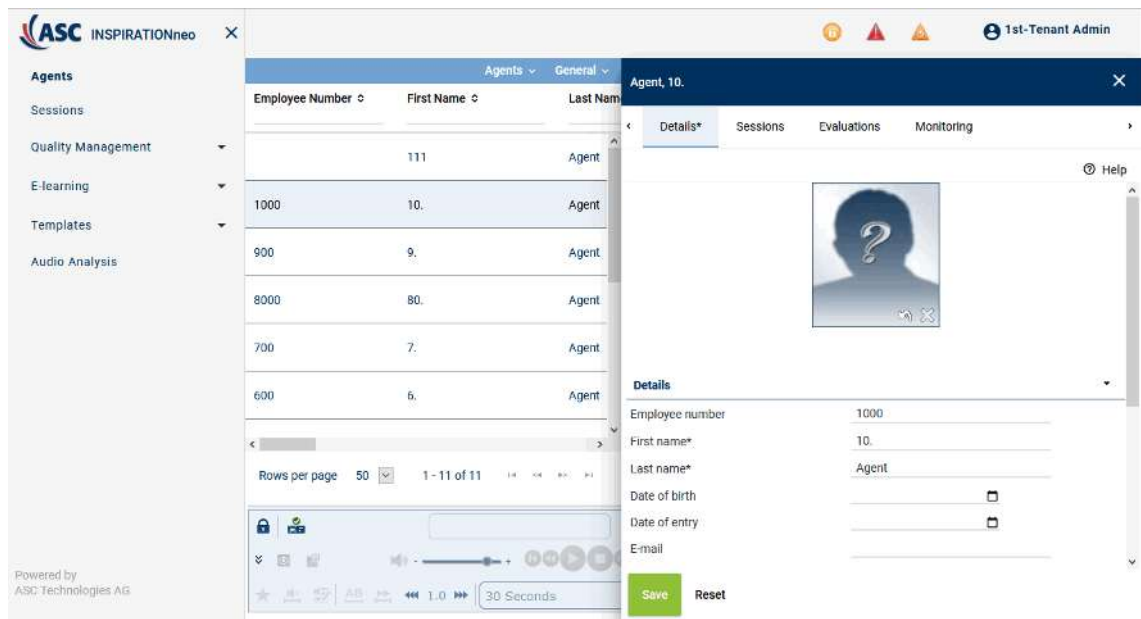 ASC INSPIRATIONneo
1st-Tenant Admin
Agents
Sessions
Quality Management
E-learning
Templates
Audio Analysis
Powered by
ASC Technologies AG
Agents General
Employee Number First Name Last Nam
111 Agent
1000 10. Agent
900 9. Agent
8000 80. Agent
700 7. Agent
600 6. Agent
Rows per page 50 1 - 11 of 11
AB 1.0 30 Seconds
Agent, 10.
Details* Sessions Evaluations Monitoring
Help
Details
Employee number 1000
First name* 10.
Last name* Agent
Date of birth
Date of entry
E-mail
Save Reset